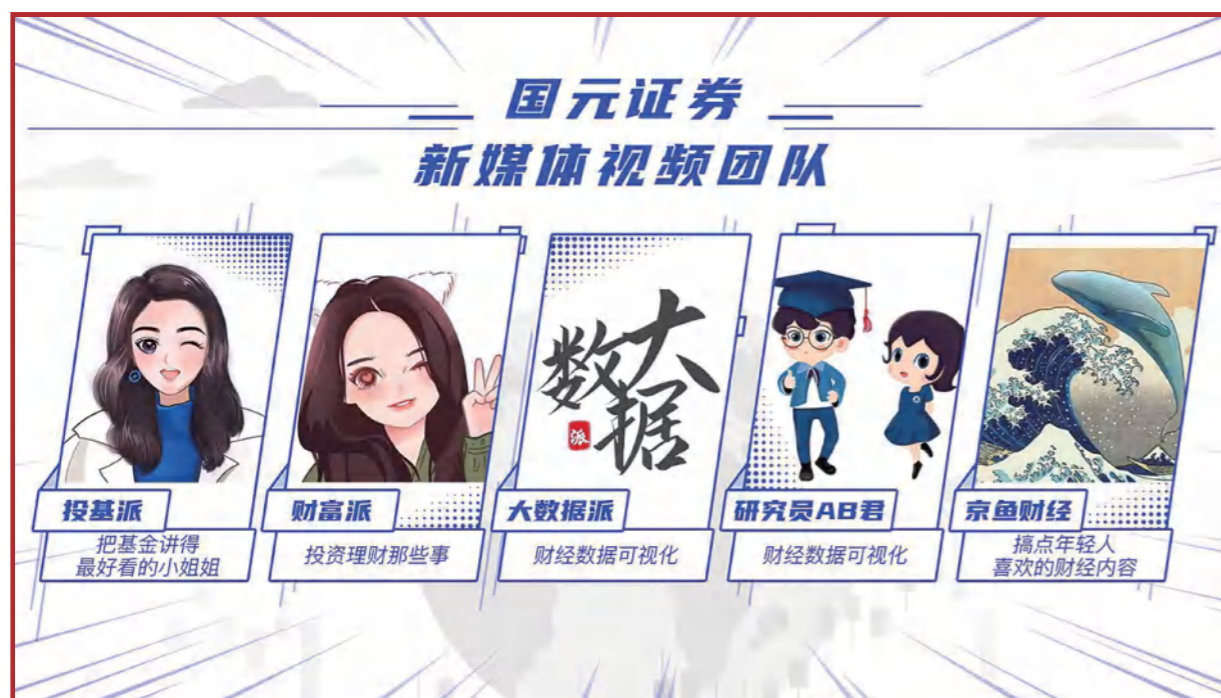 国元证券
新媒体视频团队
大
数
据
派
投基派
把基金讲得
最好看的小姐姐
财富派
投资理财那些事
大数据派
财经数据可视化
研究员AB君
财经数据可视化
京鱼财经
搞点年轻人
喜欢的财经内容